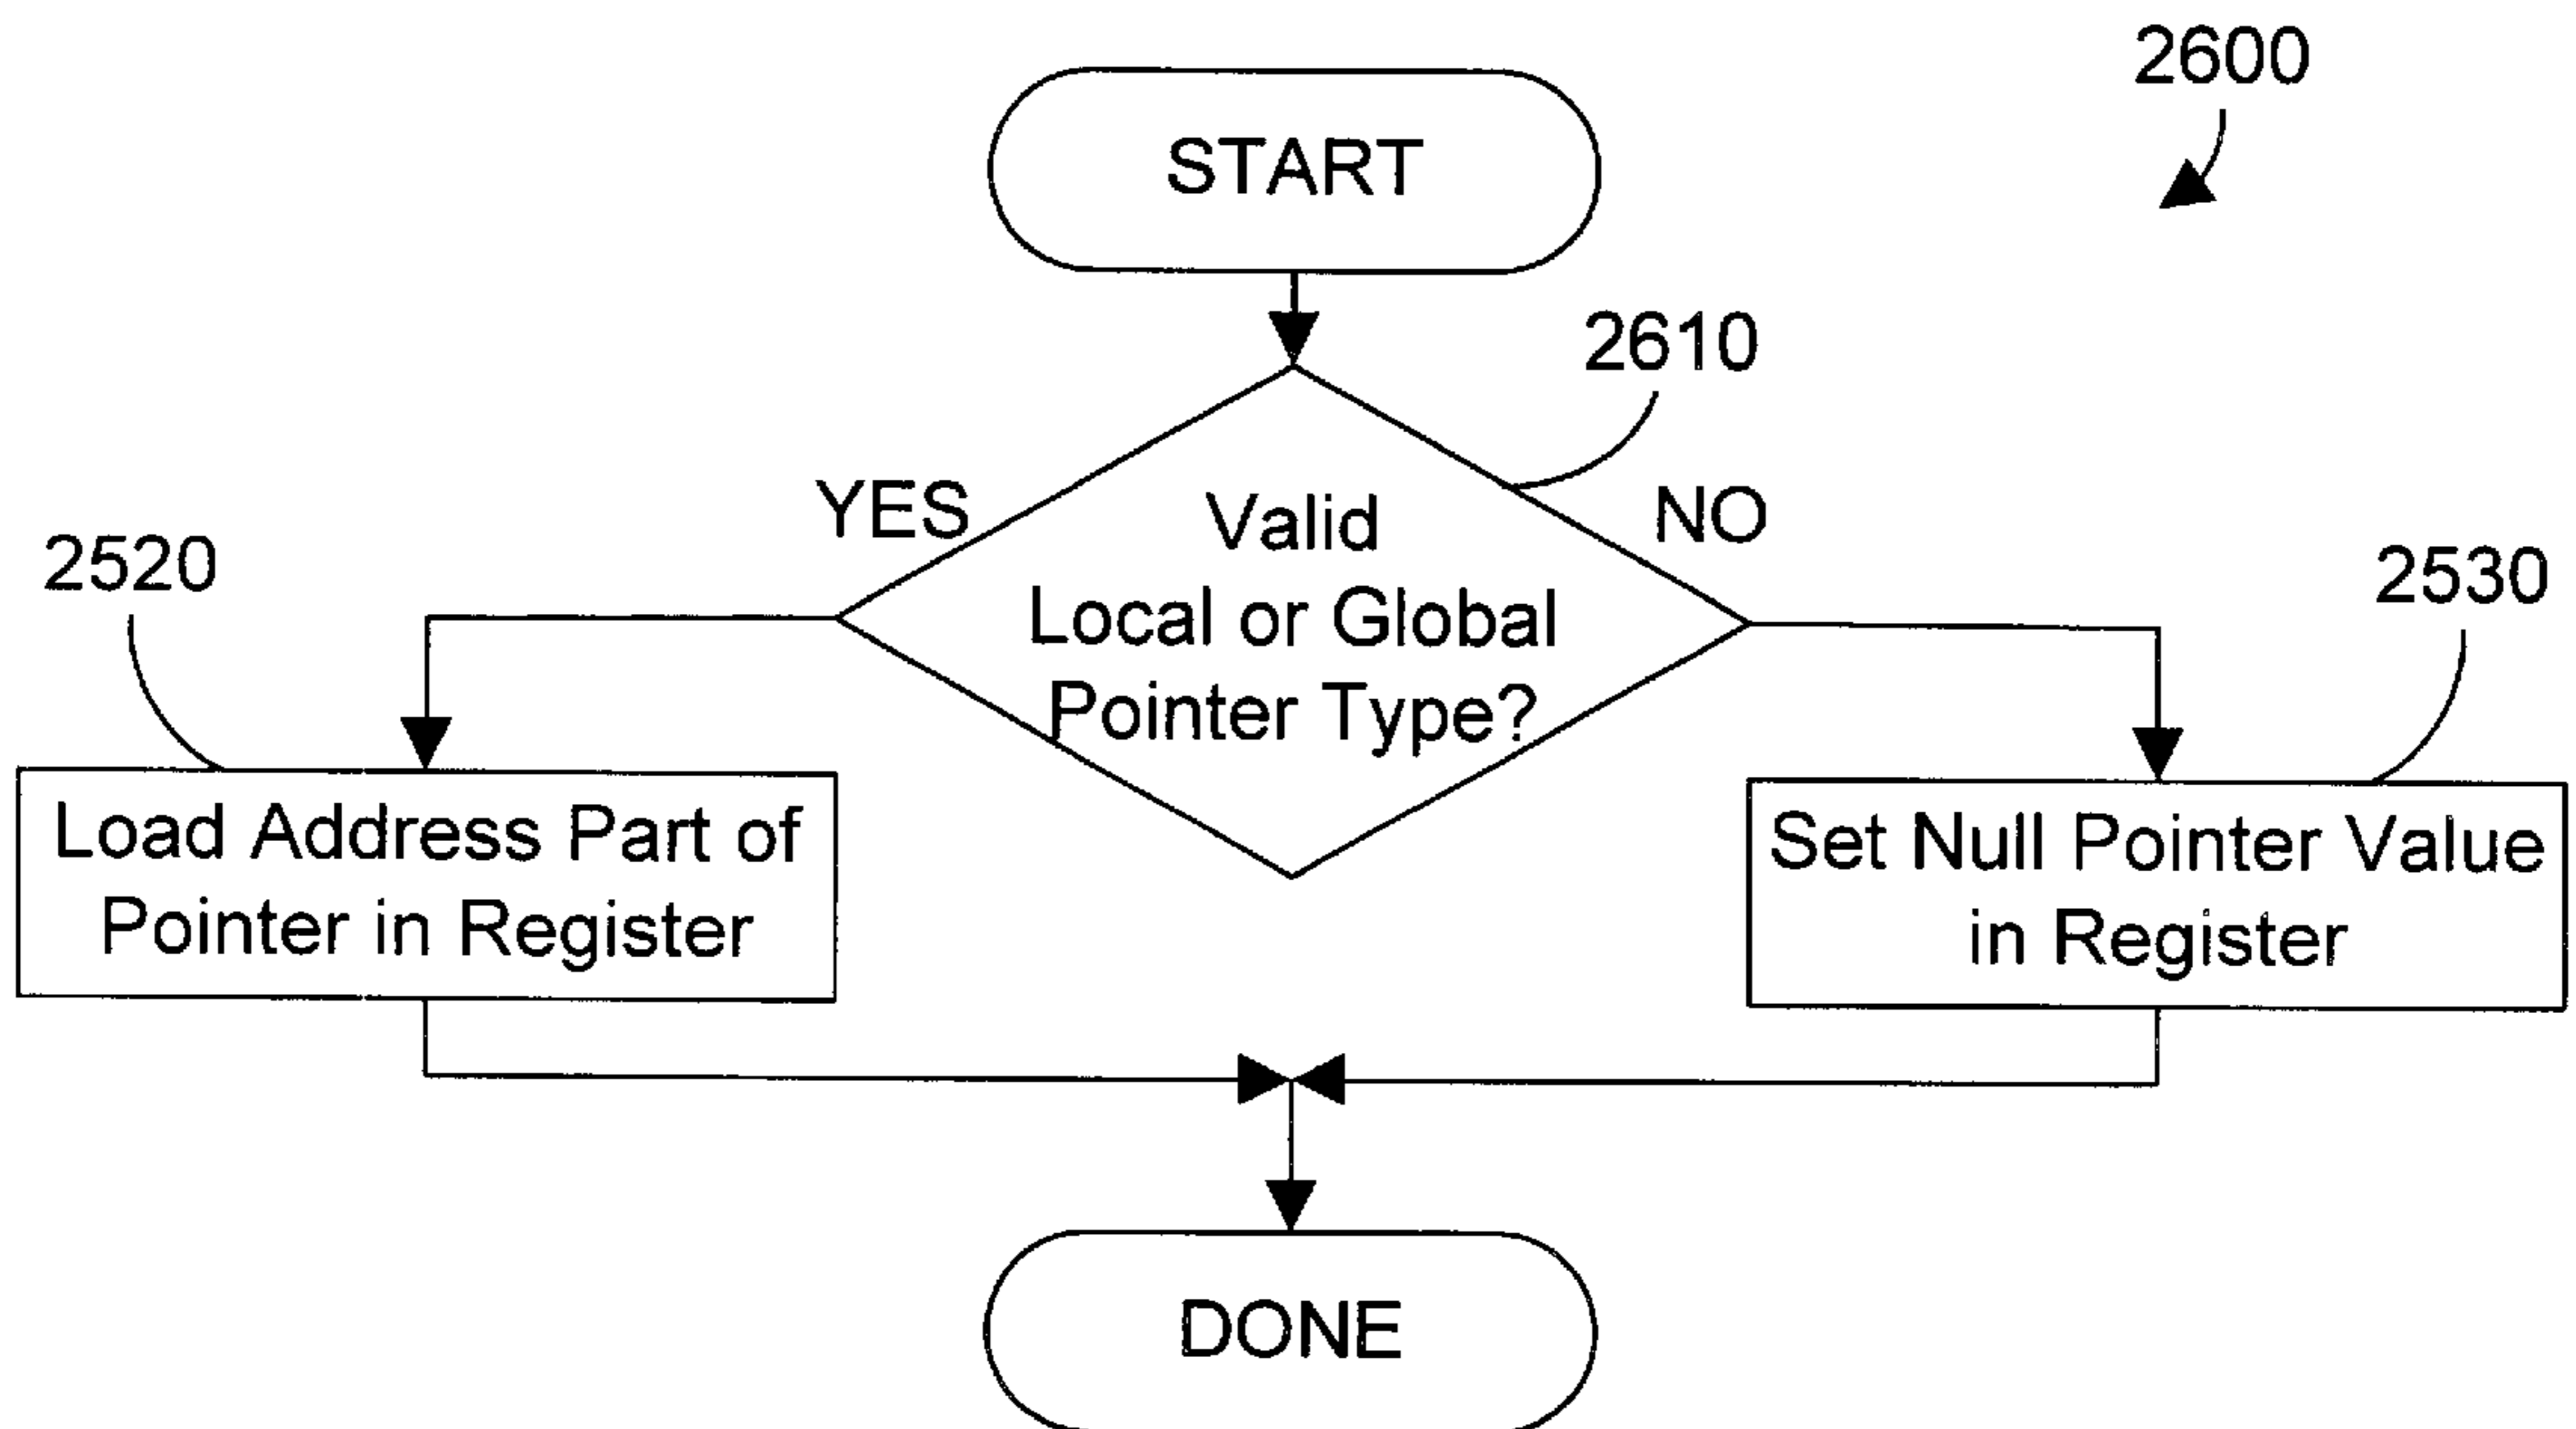 2600
START
2610
YES
NO
Valid
Local or Global
Pointer Type?
2520
2530
Load Address Part of
Pointer in Register
Set Null Pointer Value
in Register
DONE